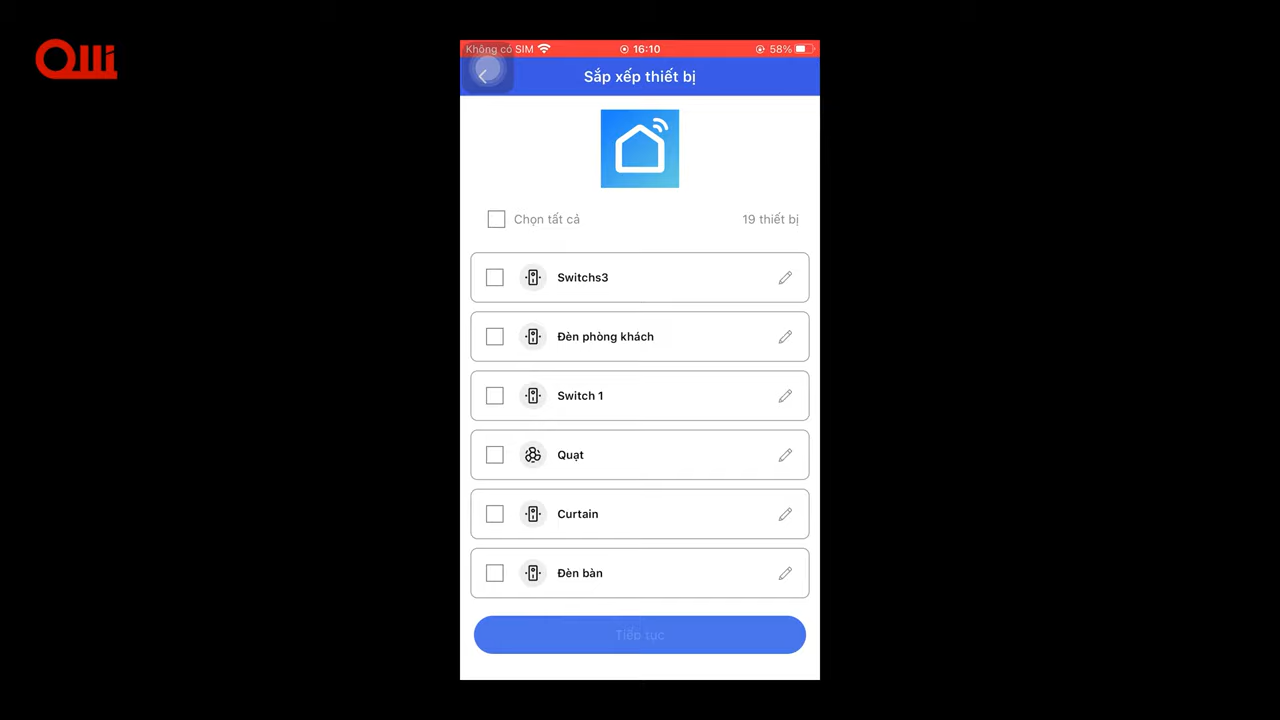 Olli
Không có SIM 16:10 58%
Sắp xếp thiết bị
Chọn tất cả 19 thiết bị
Switchs3
Đèn phòng khách
Switch 1
Quạt
Curtain
Đèn bàn
Tiếp tục